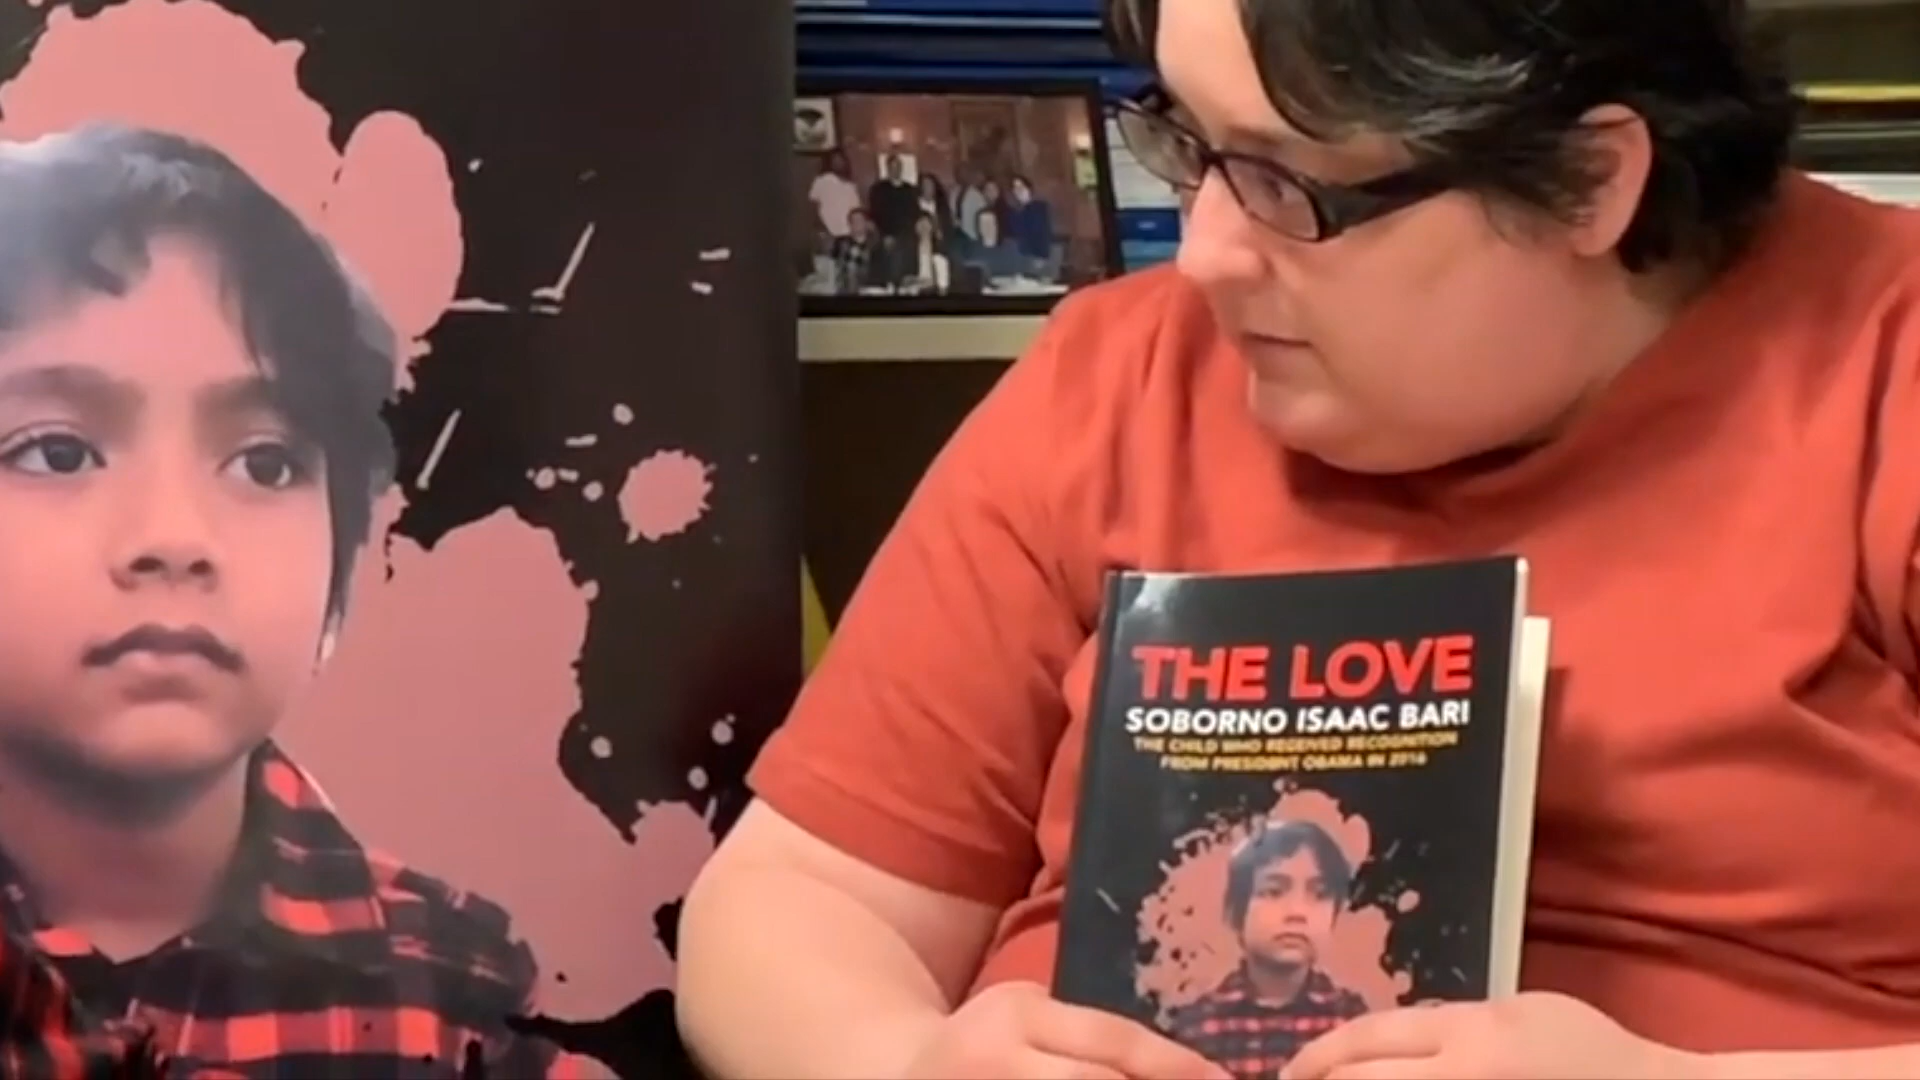 THE LOVE
SOBORNO ISAAC BARI
THE CHILD WHO RECEIVED RECOGNITION
FROM PRESIDENT OBAMA IN 2016